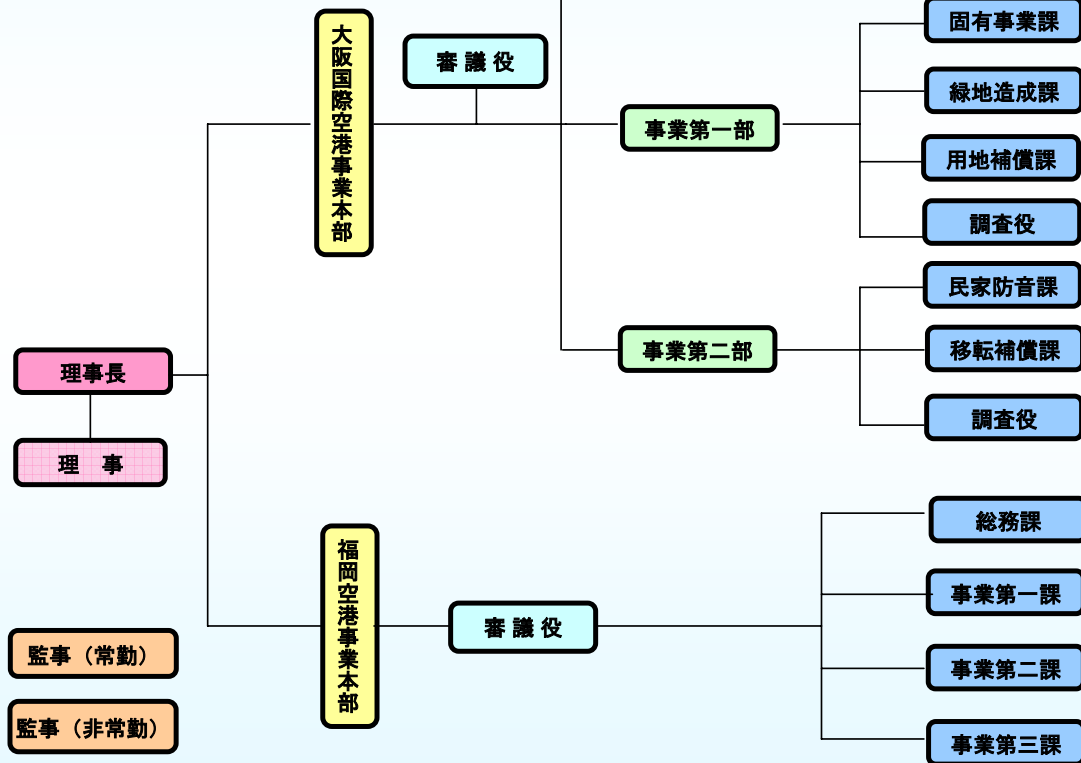 大阪国際空港事業本部
審議役
事業第一部
固有事業課
緑地造成課
用地補償課
調査役
事業第二部
民家防音課
移転補償課
調査役
理事長
理　事
福岡空港事業本部
審議役
総務課
事業第一課
事業第二課
事業第三課
監事（常勤）
監事（非常勤）